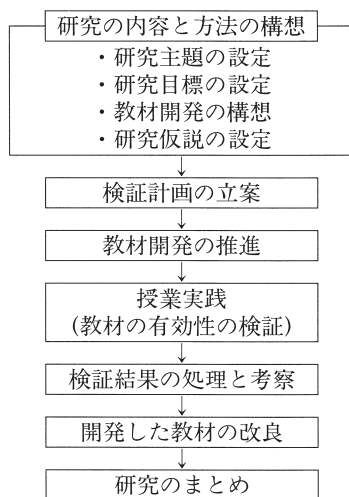 研究の内容と方法の構想
・研究主題の設定
・研究目標の設定
・教材開発の構想
・研究仮説の設定
検証計画の立案
教材開発の推進
授業実践
(教材の有効性の検証)
検証結果の処理と考察
開発した教材の改良
研究のまとめ